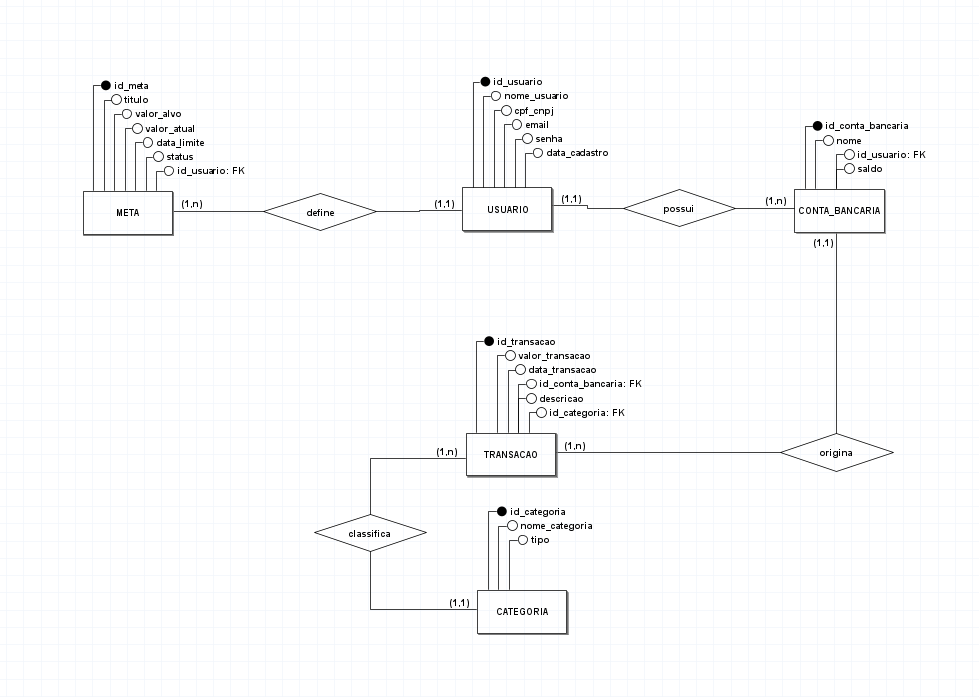 id_meta
titulo
valor_alvo
valor_atual
data_limite
status
id_usuario: FK
META
(1,n)
define
(1,1)
id_usuario
nome_usuario
cpf_cnpj
email
senha
data_cadastro
USUARIO
(1,1)
possui
(1,n)
id_conta_bancaria
nome
id_usuario: FK
saldo
CONTA_BANCARIA
(1,1)
id_transacao
valor_transacao
data_transacao
id_conta_bancaria: FK
descricao
id_categoria: FK
(1,n)
TRANSACAO
(1,n)
origina
classifica
id_categoria
nome_categoria
tipo
(1,1)
CATEGORIA